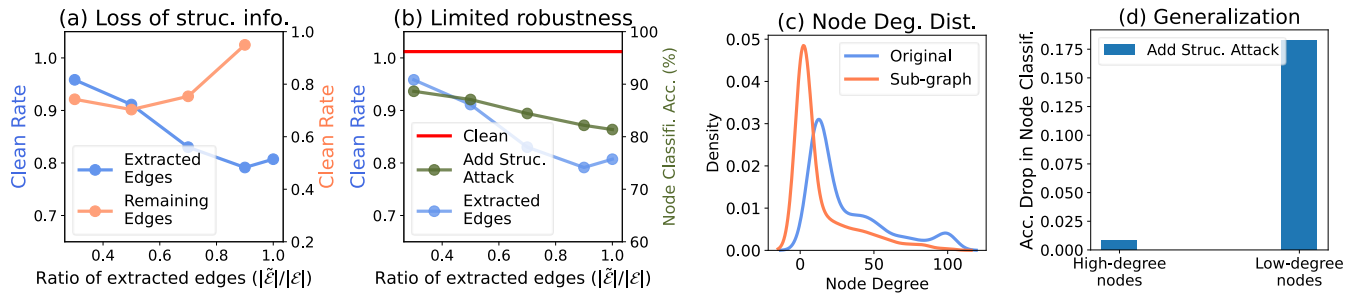 (a) Loss of struc. info.
Clean Rate
1.0
0.9
0.8
0.7
1.0
0.8
0.6
0.4
0.2
Clean Rate
Extracted
Edges
Remaining
Edges
0.4
0.6
0.8
1.0
Ratio of extracted edges (|ℰ̃|/|ℰ|)
(b) Limited robustness
Clean Rate
1.0
0.9
0.8
0.7
100
90
80
70
60
Node Classifi. Acc. (%)
Clean
Add Struc.
Attack
Extracted
Edges
0.4
0.6
0.8
1.0
Ratio of extracted edges (|ℰ̃|/|ℰ|)
(c) Node Deg. Dist.
Density
0.05
0.04
0.03
0.02
0.01
0.00
Original
Sub-graph
0
50
100
Node Degree
(d) Generalization
Acc. Drop in Node Classif.
0.175
0.150
0.125
0.100
0.075
0.050
0.025
0.000
Add Struc. Attack
High-degree
nodes
Low-degree
nodes